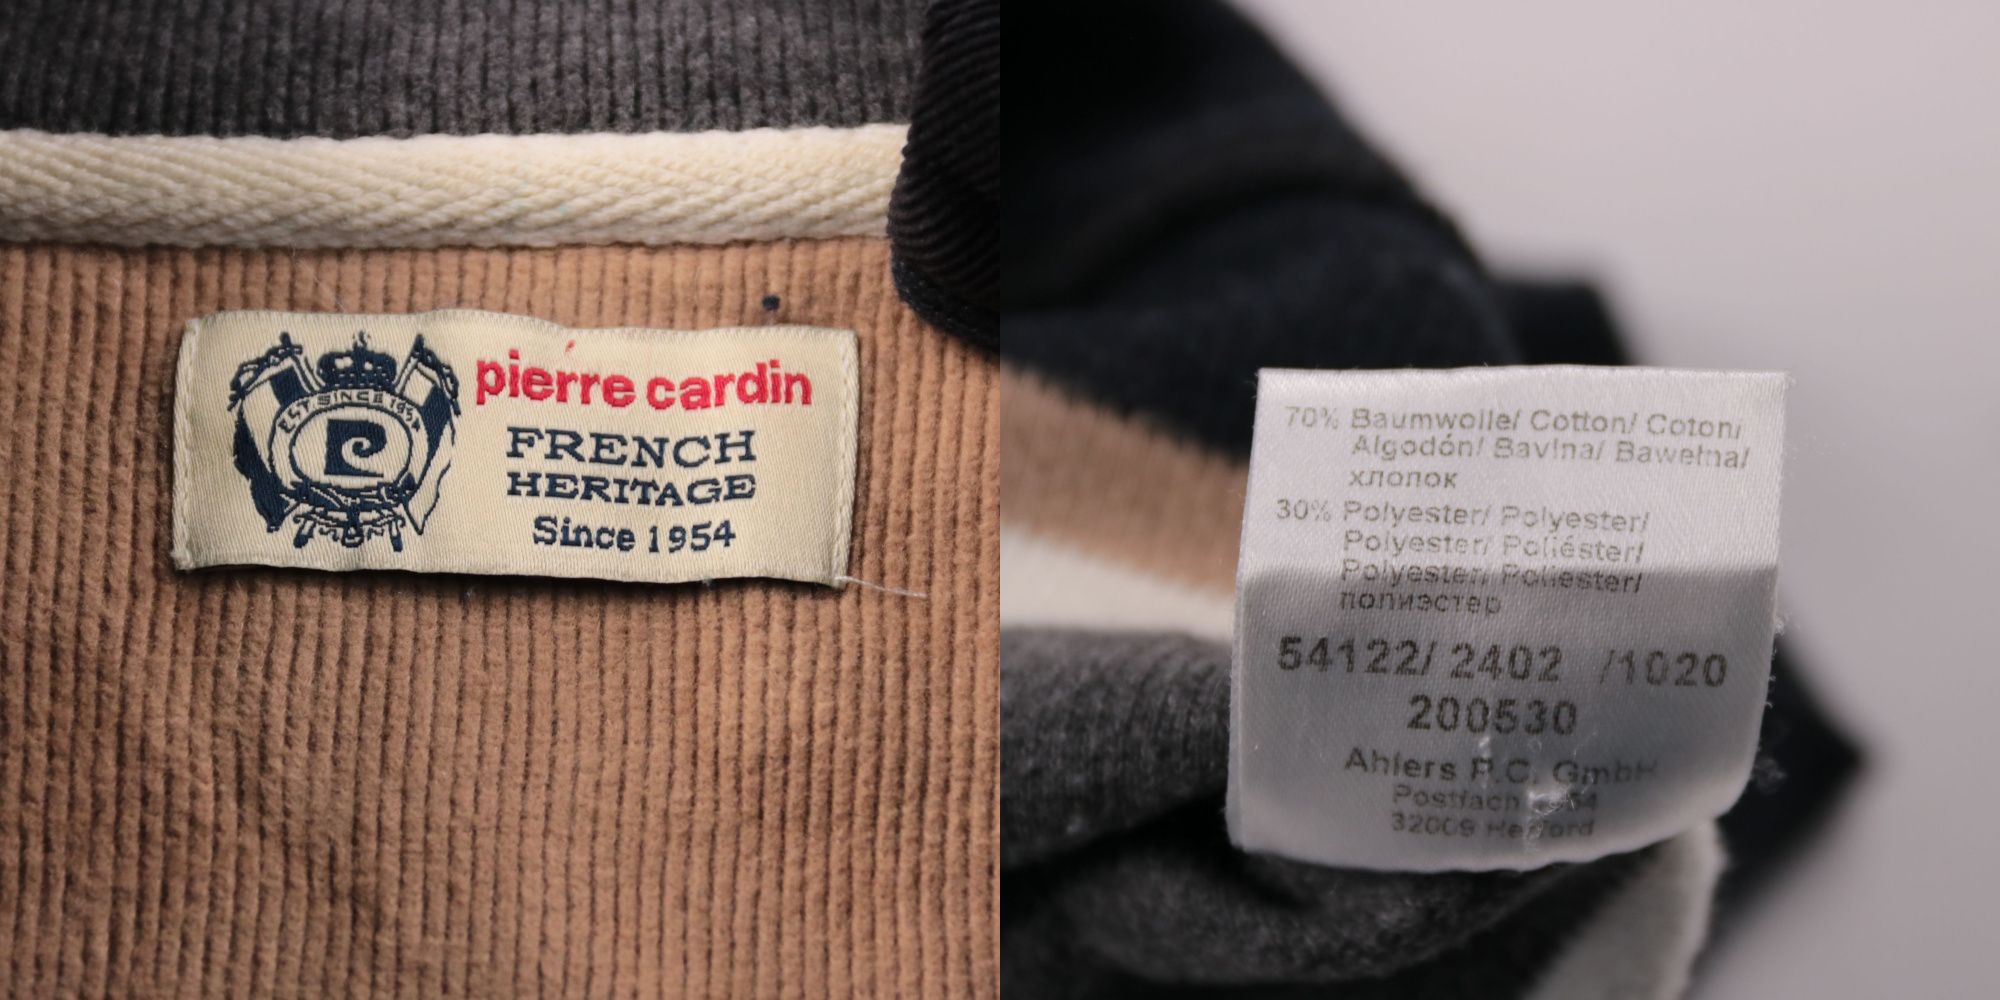 EST. SINCE 1954
P
pierre cardin
FRENCH
HERITAGE
Since 1954
70% Baumwolle/ Cotton/ Coton/
Algodón/ Bavlna/ Bawełna/
хлопок
30% Polyester/ Polyester/
Polyester/ Poliéster/
Polyester/ Poliester/
полиэстер
54122/ 2402 /1020
200530
Ahlers P.C. GmbH
Postfach
32009 Herford